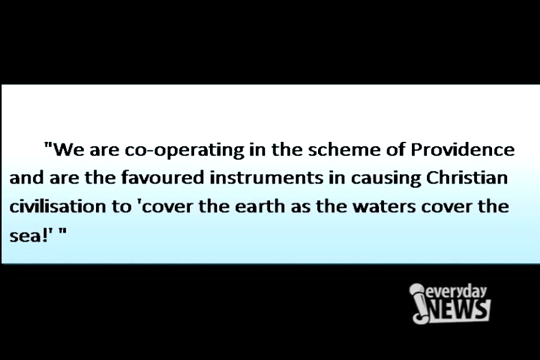 "We are co-operating in the scheme of Providence
and are the favoured instruments in causing Christian
civilisation to 'cover the earth as the waters cover the
sea!' "
everyday
NEWS